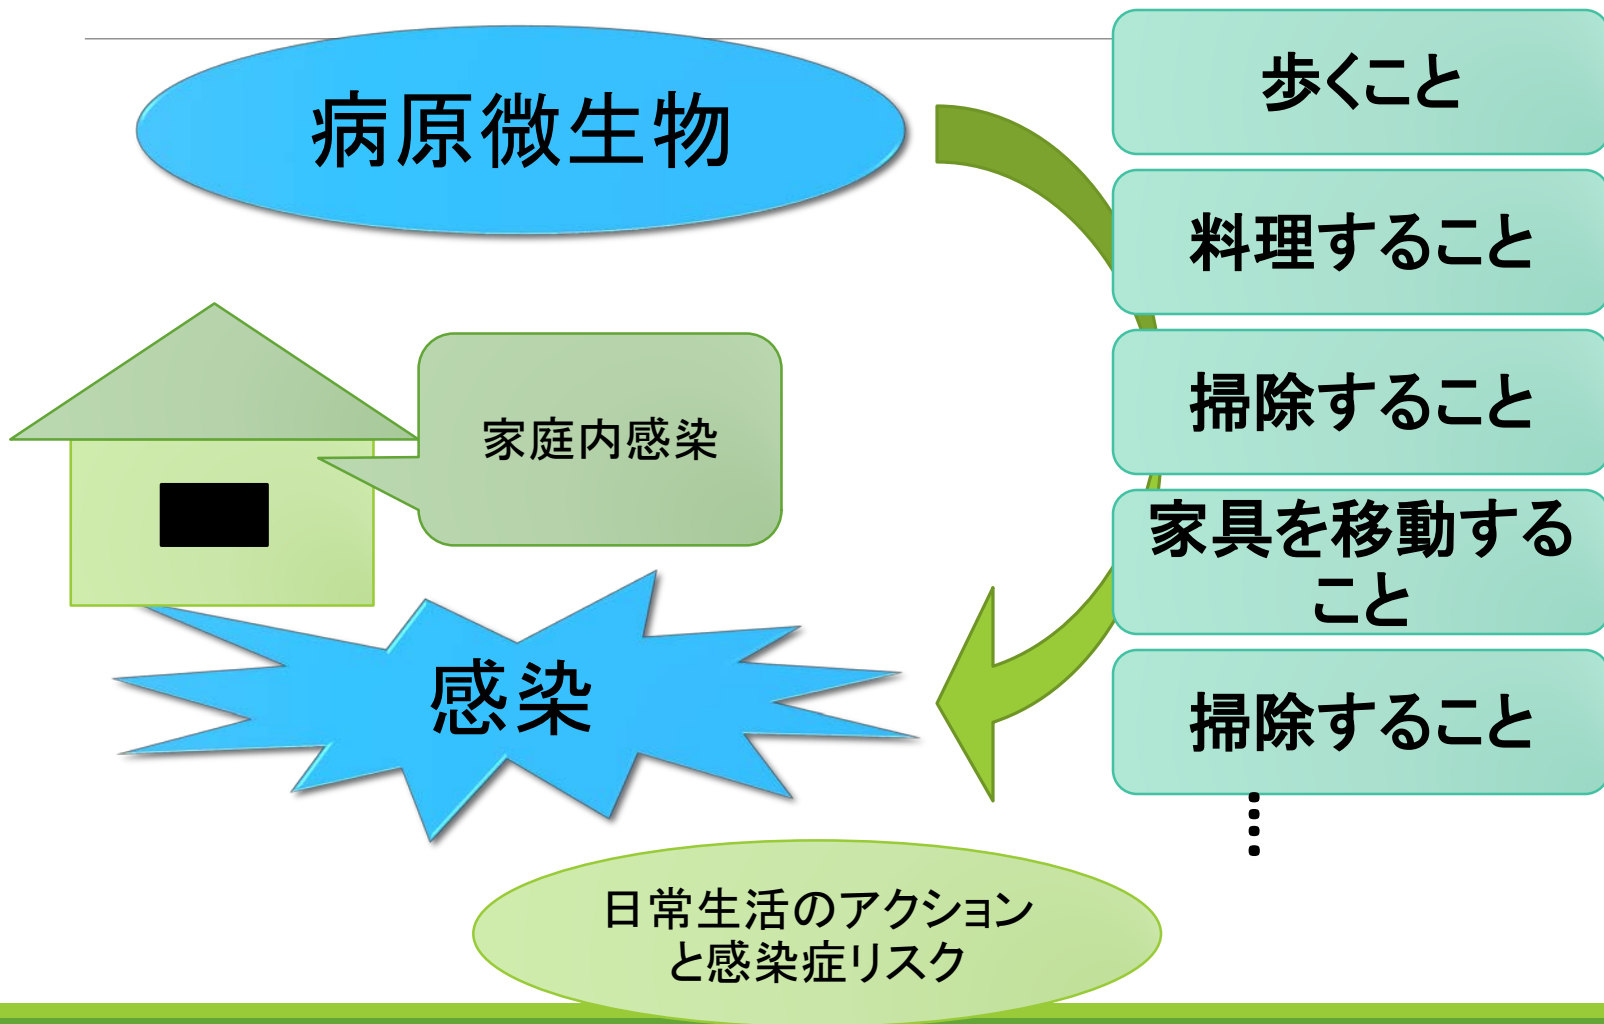 病原微生物
歩くこと
料理すること
掃除すること
家具を移動する
こと
掃除すること
家庭内感染
感染
日常生活のアクション
と感染症リスク